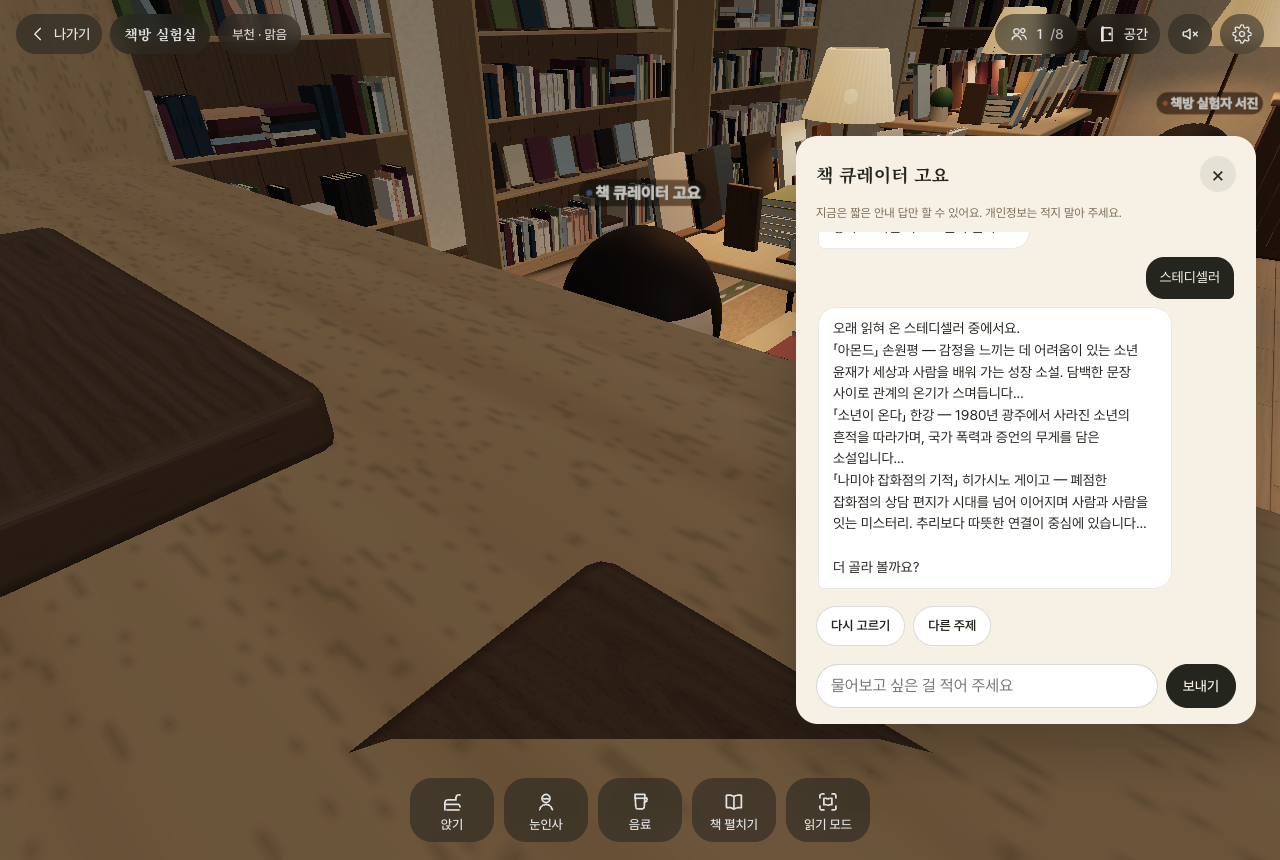 나가기
책방 실험실
부천 · 맑음
1 /8
공간
책방 실험자 서진
책 큐레이터 고요
책 큐레이터 고요
지금은 짧은 안내 답만 할 수 있어요. 개인정보는 적지 말아 주세요.
스테디셀러
오래 읽혀 온 스테디셀러 중에서요.
「아몬드」 손원평 — 감정을 느끼는 데 어려움이 있는 소년
윤재가 세상과 사람을 배워 가는 성장 소설. 담백한 문장
사이로 관계의 온기가 스며듭니다…
「소년이 온다」 한강 — 1980년 광주에서 사라진 소년의
흔적을 따라가며, 국가 폭력과 증언의 무게를 담은
소설입니다…
「나미야 잡화점의 기적」 히가시노 게이고 — 폐점한
잡화점의 상담 편지가 시대를 넘어 이어지며 사람과 사람을
잇는 미스터리. 추리보다 따뜻한 연결이 중심에 있습니다…
더 골라 볼까요?
다시 고르기
다른 주제
물어보고 싶은 걸 적어 주세요
보내기
앉기
눈인사
음료
책 펼치기
읽기 모드